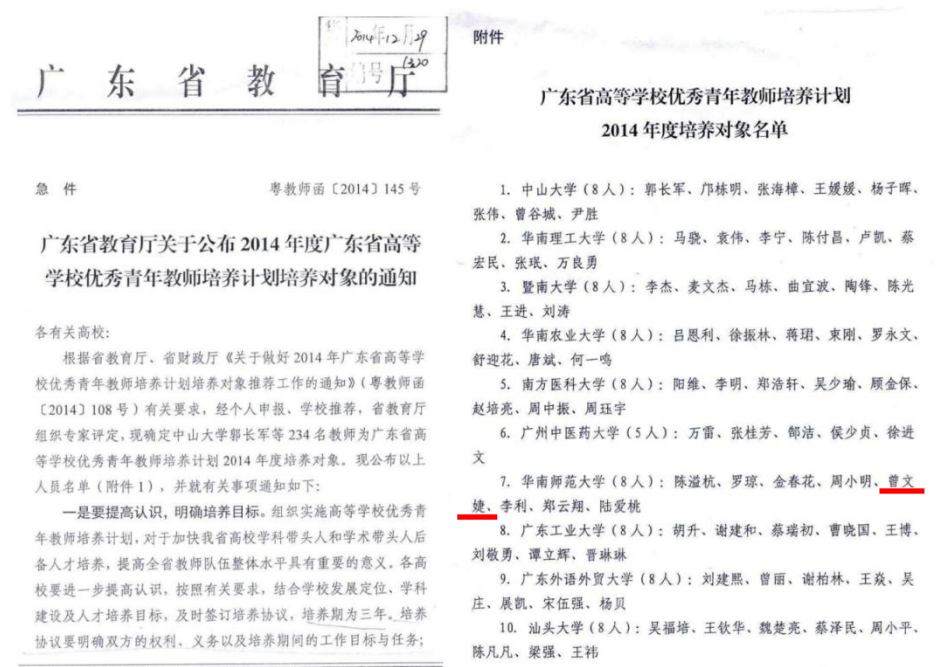 2014年12月29
1320
号
广东省教育厅
急 件
粤教师函〔2014〕145号
广东省教育厅关于公布2014年度广东省高等
学校优秀青年教师培养计划培养对象的通知
各有关高校：
根据省教育厅、省财政厅《关于做好2014年广东省高等学
校优秀青年教师培养计划培养对象推荐工作的通知》（粤教师函
〔2014〕108号）有关要求，经个人申报、学校推荐，省教育厅
组织专家评定，现确定中山大学郭长军等234名教师为广东省高
等学校优秀青年教师培养计划2014年度培养对象。现公布以上
人员名单（附件1），并就有关事项通知如下：
一是要提高认识，明确培养目标。组织实施高等学校优秀青
年教师培养计划，对于加快我省高校学科带头人和学术带头人后
备人才培养，提高全省教师队伍整体水平具有重要的意义。各高
校要进一步提高认识，按照有关要求，结合学校发展定位、学科
建设及人才培养目标，及时签订培养协议，培养期为三年。培养
协议要明确双方的权利、义务以及培养期间的工作目标与任务；
附件
广东省高等学校优秀青年教师培养计划
2014年度培养对象名单
1. 中山大学（8人）：郭长军、邝栋明、张海樟、王媛媛、杨子晖、
张伟、曾谷城、尹胜
2. 华南理工大学（8人）：马骁、袁伟、李宁、陈付昌、卢凯、蔡
宏民、张珉、万良勇
3. 暨南大学（8人）：李杰、麦文杰、马栋、曲宜波、陶锋、陈光
慧、王进、刘涛
4. 华南农业大学（8人）：吕恩利、徐振林、蒋珺、束刚、罗永文、
舒迎花、唐斌、何一鸣
5. 南方医科大学（8人）：阳维、李明、郑浩轩、吴少瑜、顾金保、
赵培亮、周中振、周珏宇
6. 广州中医药大学（5人）：万雷、张桂芳、郇洁、侯少贞、徐进
文
7. 华南师范大学（8人）：陈溢杭、罗琼、金春花、周小明、曾文
婕、李利、郑云翔、陆爱桃
8. 广东工业大学（8人）：胡升、谢建和、蔡瑞初、曹晓国、王博、
刘敬勇、谭立辉、晋琳琳
9. 广东外语外贸大学（8人）：刘建熙、曾丽、谢柏林、王焱、吴
庄、展凯、宋伍强、杨贝
10. 汕头大学（8人）：吴福培、王钦华、魏楚亮、蔡泽民、周小平、
陈凡凡、梁强、王祎